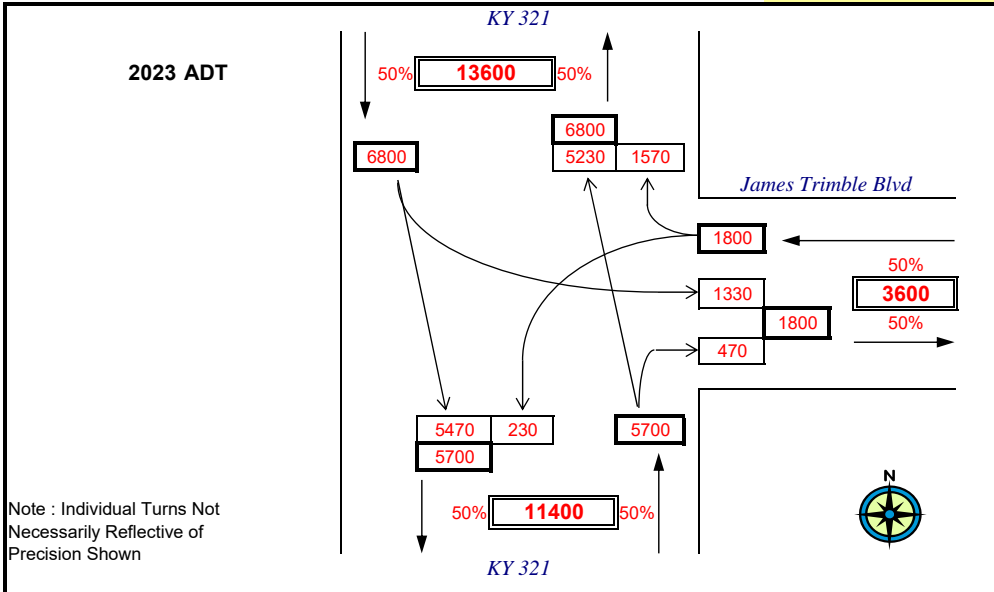 KY 321
2023 ADT
50% 13600 50%
6800
6800
5230 1570
James Trimble Blvd
1800
50%
1330
3600
1800
50%
470
5470 230
5700
5700
50% 11400 50%
N
Note : Individual Turns Not
Necessarily Reflective of
Precision Shown
KY 321